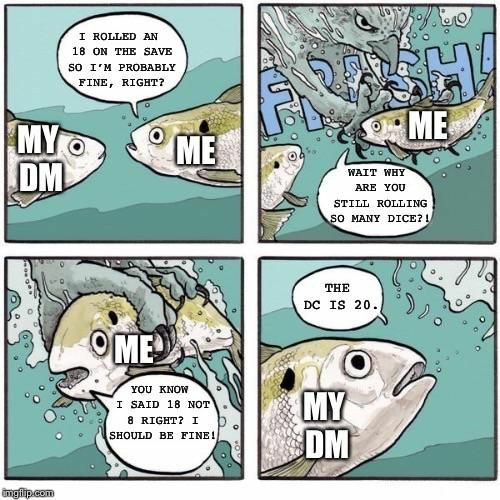 I ROLLED AN
18 ON THE SAVE
SO I'M PROBABLY
FINE, RIGHT?
MY
DM
ME
FRSH
ME
WAIT WHY
ARE YOU
STILL ROLLING
SO MANY DICE?!
ME
YOU KNOW
I SAID 18 NOT
8 RIGHT? I
SHOULD BE FINE!
THE
DC IS 20.
MY
DM
imgflip.com